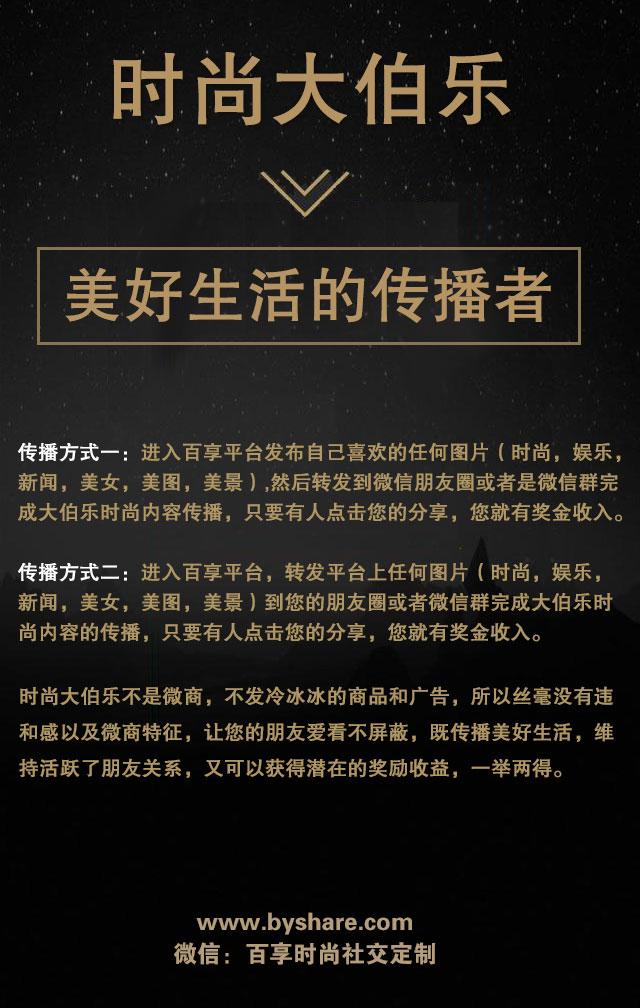 时尚大伯乐
美好生活的传播者
传播方式一：进入百享平台发布自己喜欢的任何图片（时尚，娱乐，
新闻，美女，美图，美景）,然后转发到微信朋友圈或者是微信群完
成大伯乐时尚内容传播，只要有人点击您的分享，您就有奖金收入。
传播方式二：进入百享平台，转发平台上任何图片（时尚，娱乐，
新闻，美女，美图，美景）到您的朋友圈或者微信群完成大伯乐时
尚内容的传播，只要有人点击您的分享，您就有奖金收入。
时尚大伯乐不是微商，不发冷冰冰的商品和广告，所以丝毫没有违
和感以及微商特征，让您的朋友爱看不屏蔽，既传播美好生活，维
持活跃了朋友关系，又可以获得潜在的奖励收益，一举两得。
www.byshare.com
微信：百享时尚社交定制